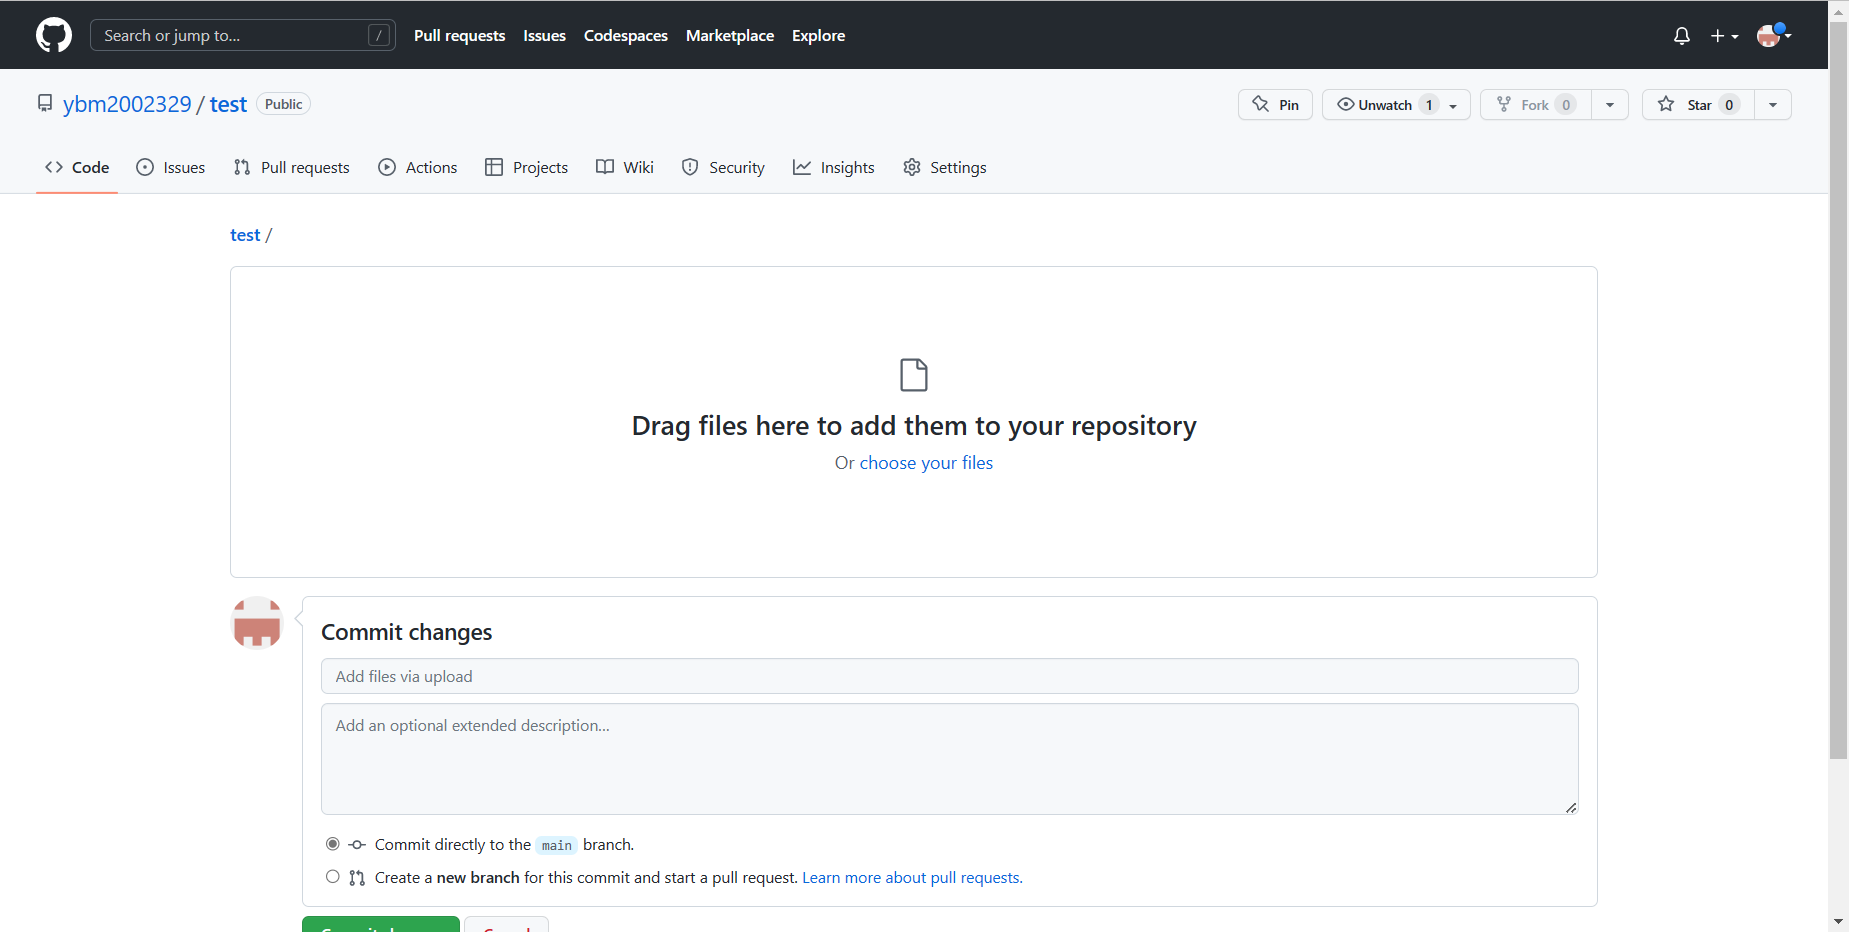 Search or jump to... / Pull requests Issues Codespaces Marketplace Explore
ybm2002329 / test Public Pin Unwatch 1 Fork 0 Star 0
Code Issues Pull requests Actions Projects Wiki Security Insights Settings
test /
Drag files here to add them to your repository
Or choose your files
Commit changes
Add files via upload
Add an optional extended description...
Commit directly to the main branch.
Create a new branch for this commit and start a pull request. Learn more about pull requests.